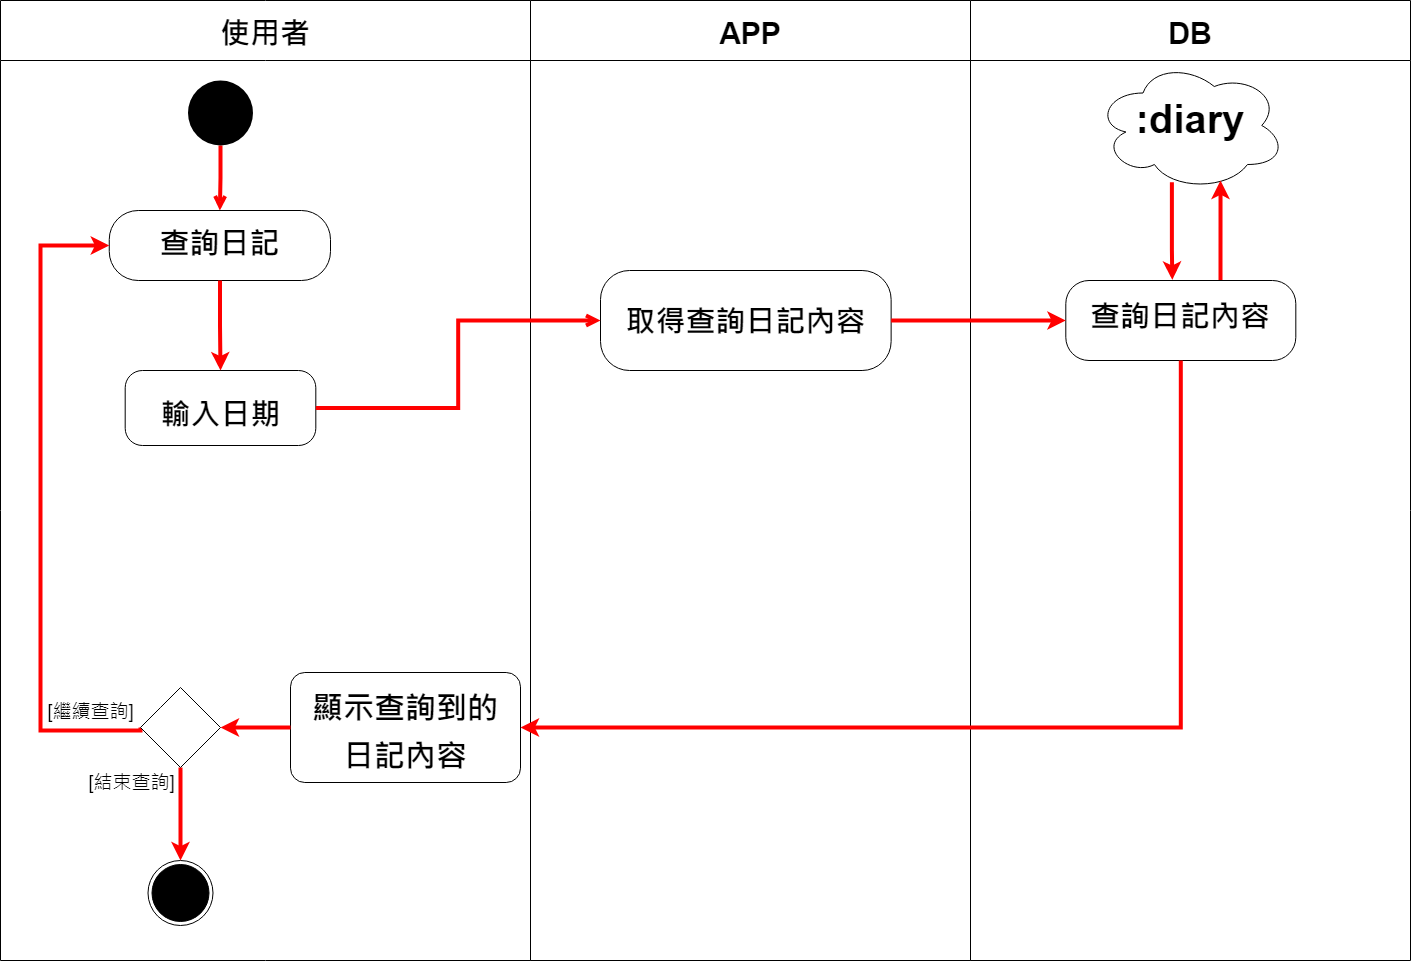 使用者
APP
DB
:diary
查詢日記
輸入日期
取得查詢日記內容
查詢日記內容
顯示查詢到的
日記內容
[繼續查詢]
[結束查詢]